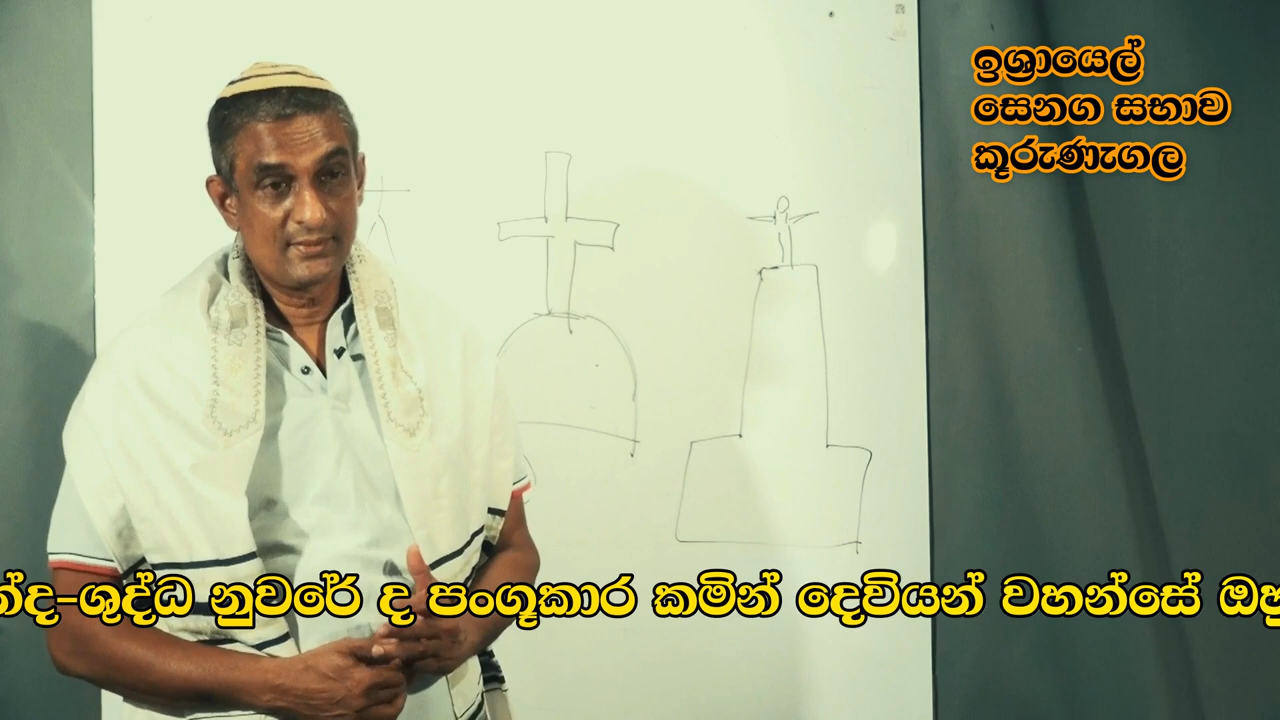 ඉශ්‍රායෙල්
සෙනග සභාව
කූරුණෑගල
ශුද්ධ නුවරේ ද පංගූකාර කමින් දෙවියන් වහන්සේ